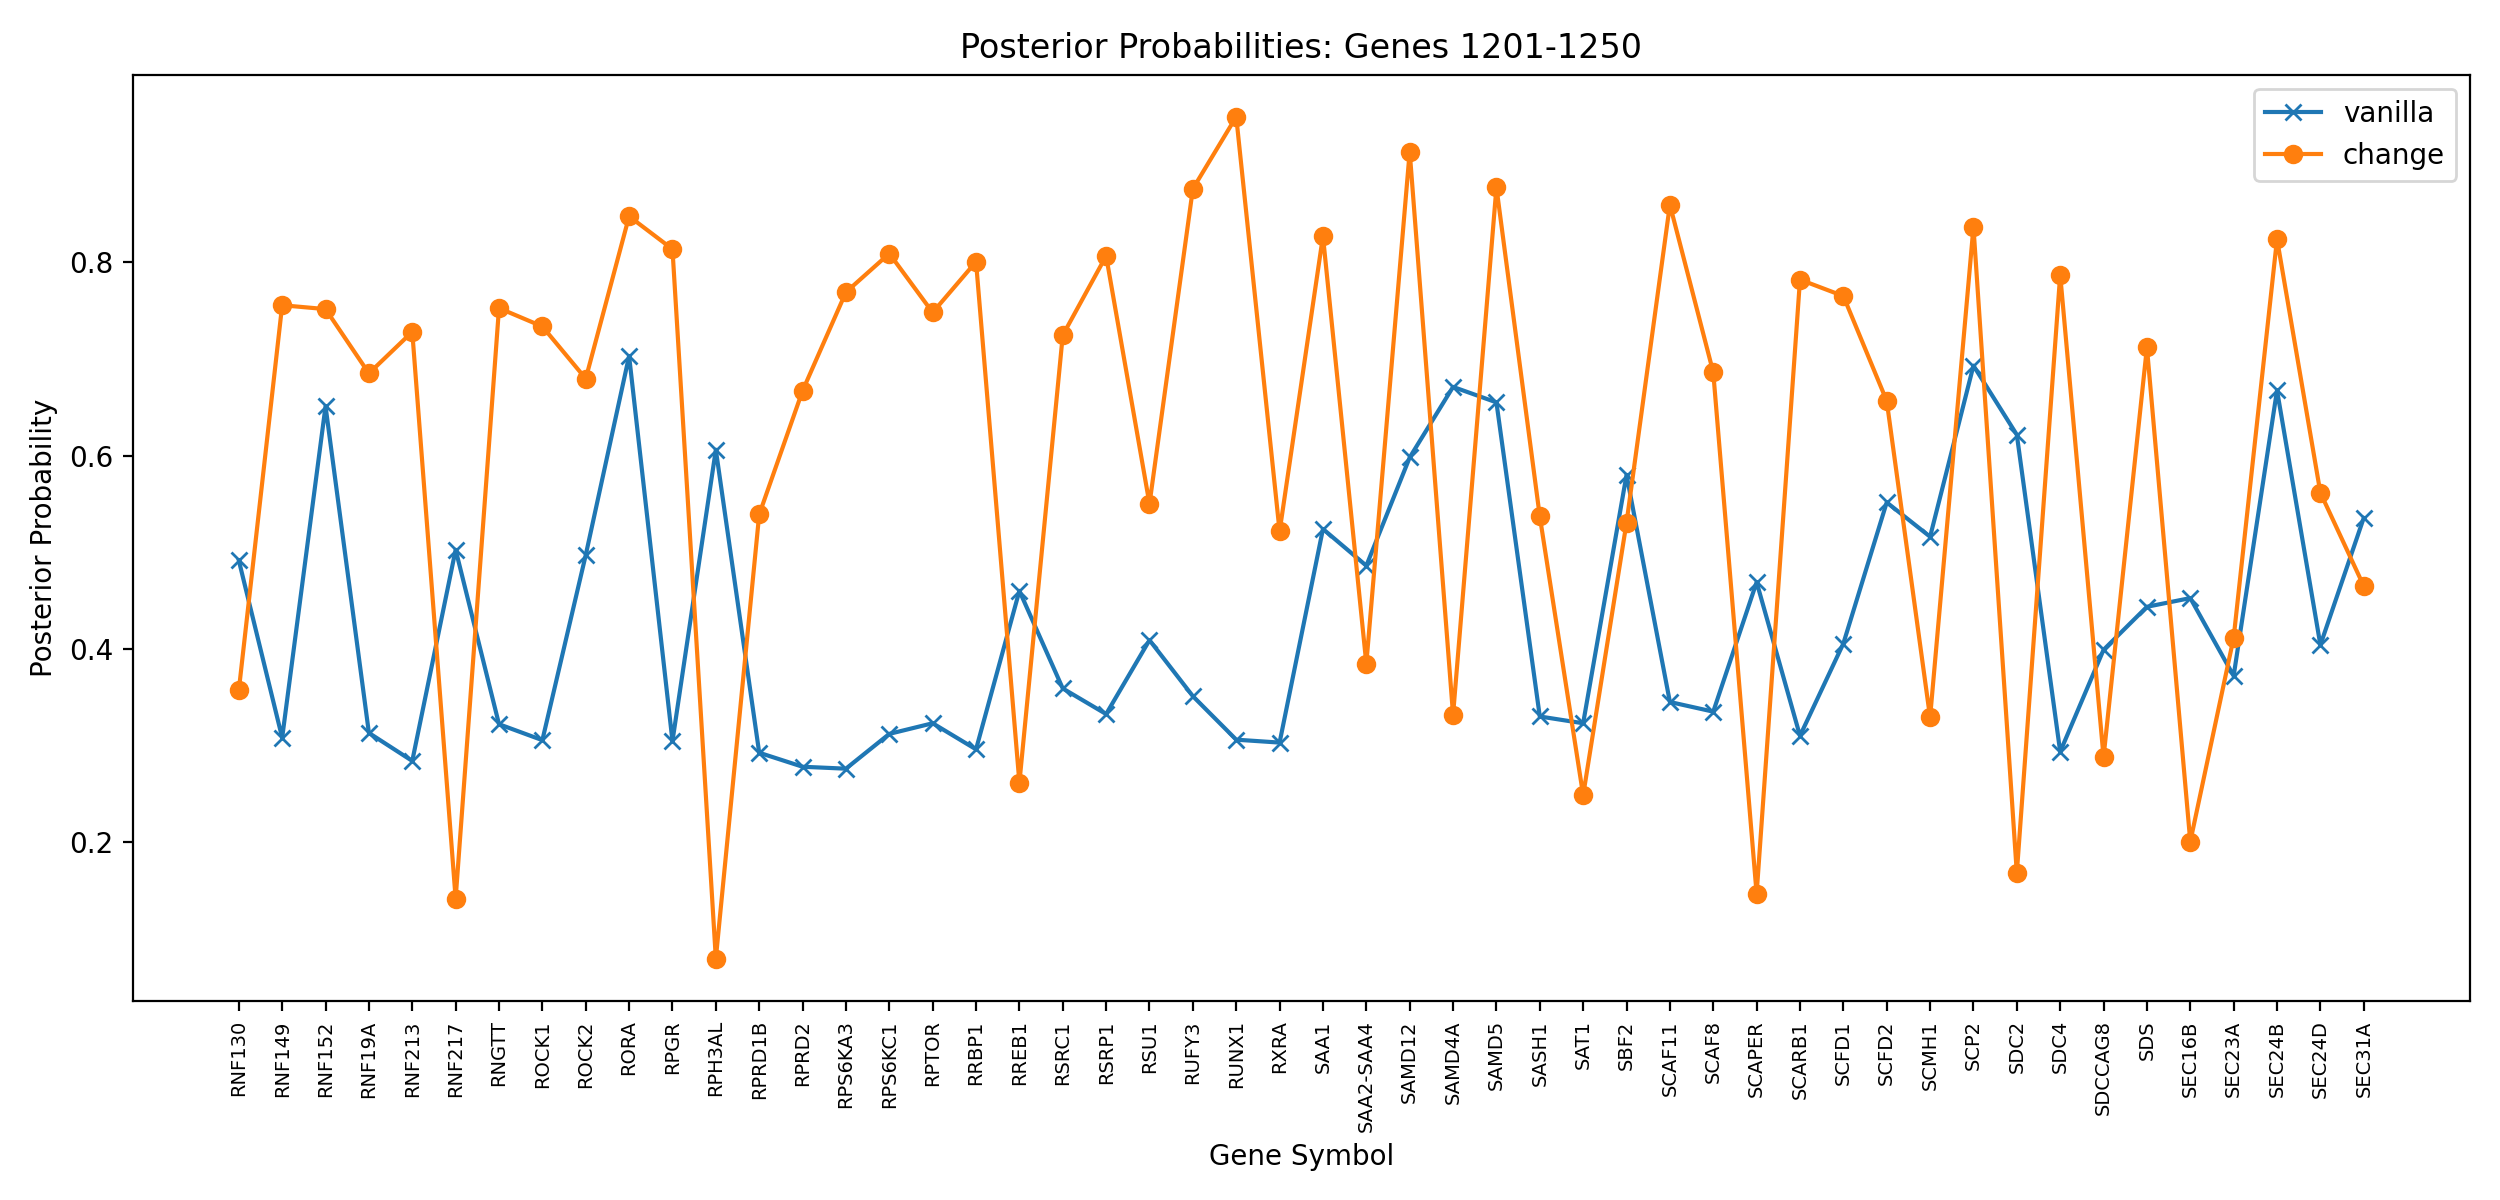 Posterior Probabilities: Genes 1201-1250
vanilla
change
Posterior Probability
0.8
0.6
0.4
0.2
RNF130
RNF149
RNF152
RNF19A
RNF213
RNF217
RNGTT
ROCK1
ROCK2
RORA
RPGR
RPH3AL
RPRD1B
RPRD2
RPS6KA3
RPS6KC1
RPTOR
RRBP1
RREB1
RSRC1
RSRP1
RSU1
RUFY3
RUNX1
RXRA
SAA1
SAA2-SAA4
SAMD12
SAMD4A
SAMD5
SASH1
SAT1
SBF2
SCAF11
SCAF8
SCAPER
SCARB1
SCFD1
SCFD2
SCMH1
SCP2
SDC2
SDC4
SDCCAG8
SDS
SEC16B
SEC23A
SEC24B
SEC24D
SEC31A
Gene Symbol